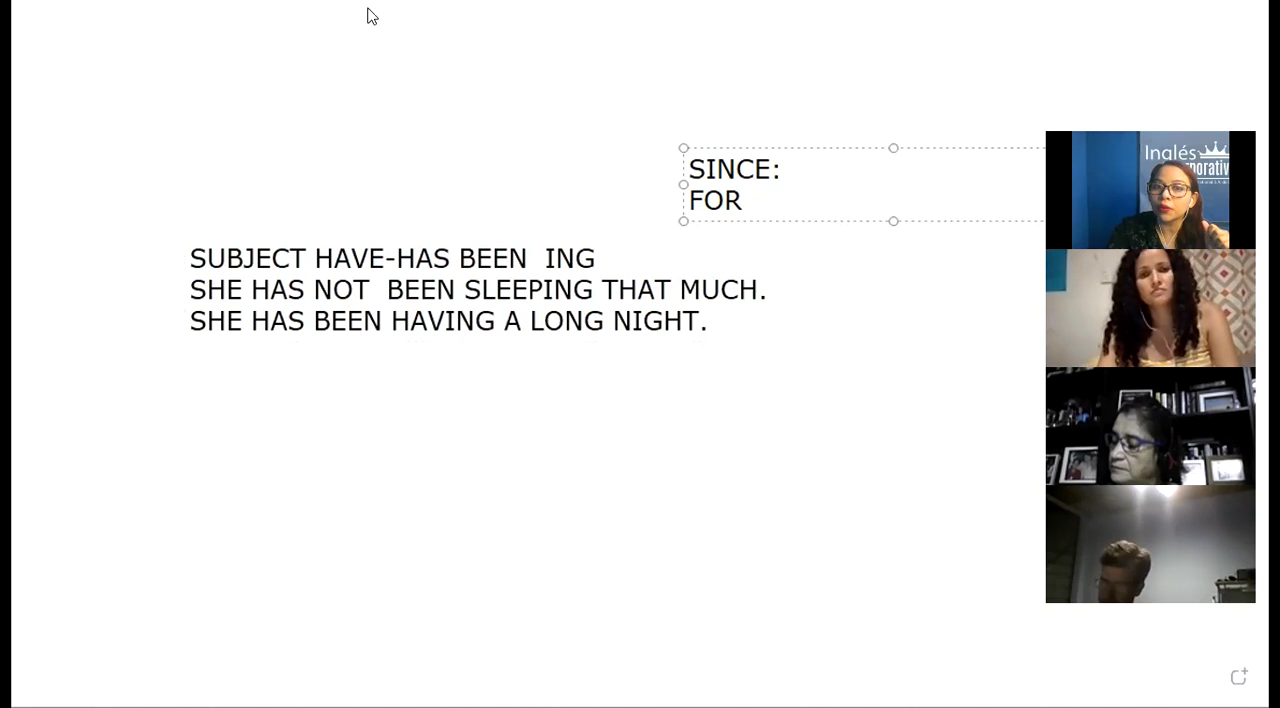 SINCE:
FOR
SUBJECT HAVE-HAS BEEN  ING
SHE HAS NOT  BEEN SLEEPING THAT MUCH.
SHE HAS BEEN HAVING A LONG NIGHT.
Inglés